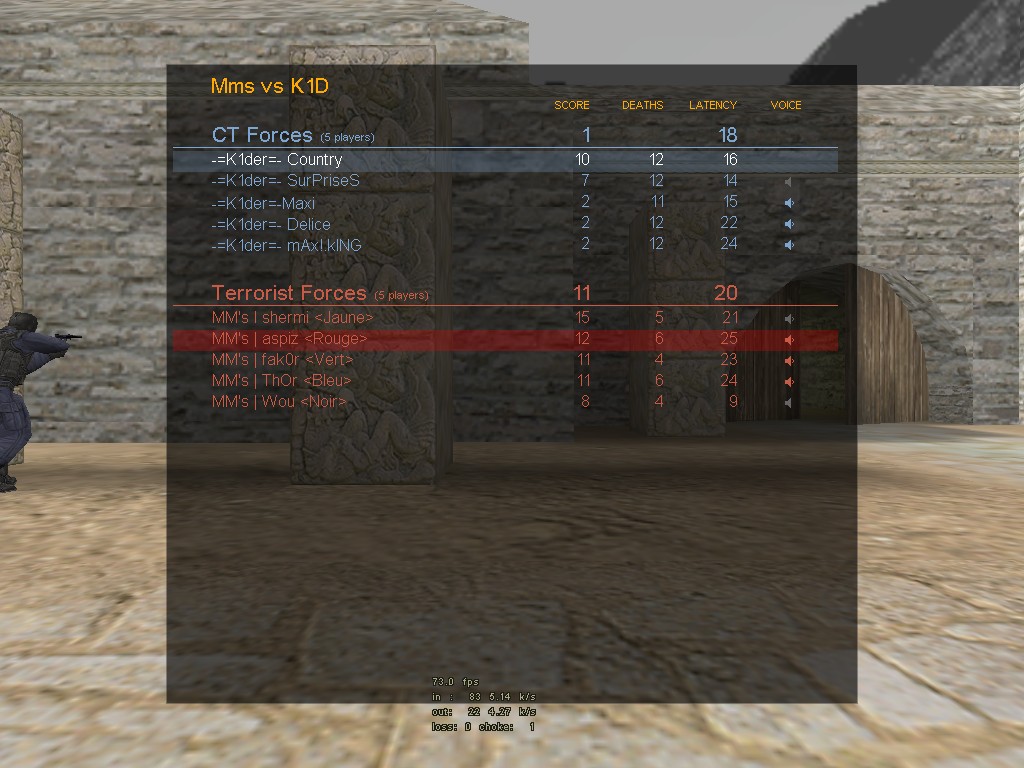 Mms vs K1D
SCORE DEATHS LATENCY VOICE
CT Forces (5 players) 1 18
-=K1der=- Country 10 12 16
-=K1der=- SurPriseS 7 12 14
-=K1der=-Maxi 2 11 15
-=K1der=- Delice 2 12 22
-=K1der=- mAxI.kING 2 12 24
Terrorist Forces (5 players) 11 20
MM's | shermi <Jaune> 15 5 21
MM's | aspiz <Rouge> 12 6 25
MM's | fak0r <Vert> 11 4 23
MM's | ThOr <Bleu> 11 6 24
MM's | Wou <Noir> 8 4 9
73.0 fps
in : 83 5.14 k/s
out: 22 4.27 k/s
loss: 0 choke: 1